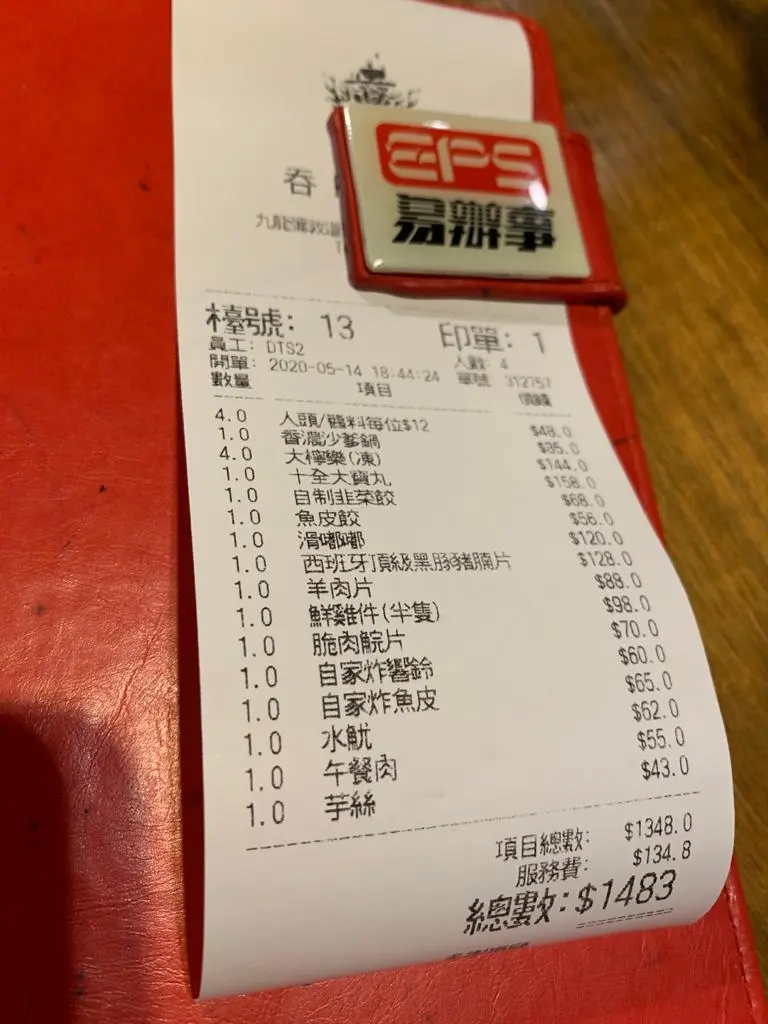 EPS
易辦事
吞
九龍
檯號: 13 印單: 1
員工: DTS2 人數: 4
開單: 2020-05-14 18:44:24 單號 312757
數量 項目 價錢
4.0 人頭/醬料每位$12 $48.0
1.0 香濃沙爹鍋 $85.0
4.0 大檸樂(凍) $144.0
1.0 十全大寶丸 $158.0
1.0 自制韭菜餃 $68.0
1.0 魚皮餃 $56.0
1.0 滑嘟嘟 $120.0
1.0 西班牙頂級黑豚豬腩片 $128.0
1.0 羊肉片 $88.0
1.0 鮮雞件(半隻) $98.0
1.0 脆肉鯇片 $70.0
1.0 自家炸響鈴 $60.0
1.0 自家炸魚皮 $65.0
1.0 水魷 $62.0
1.0 午餐肉 $55.0
1.0 芋絲 $43.0
項目總數: $1348.0
服務費: $134.8
總數: $1483